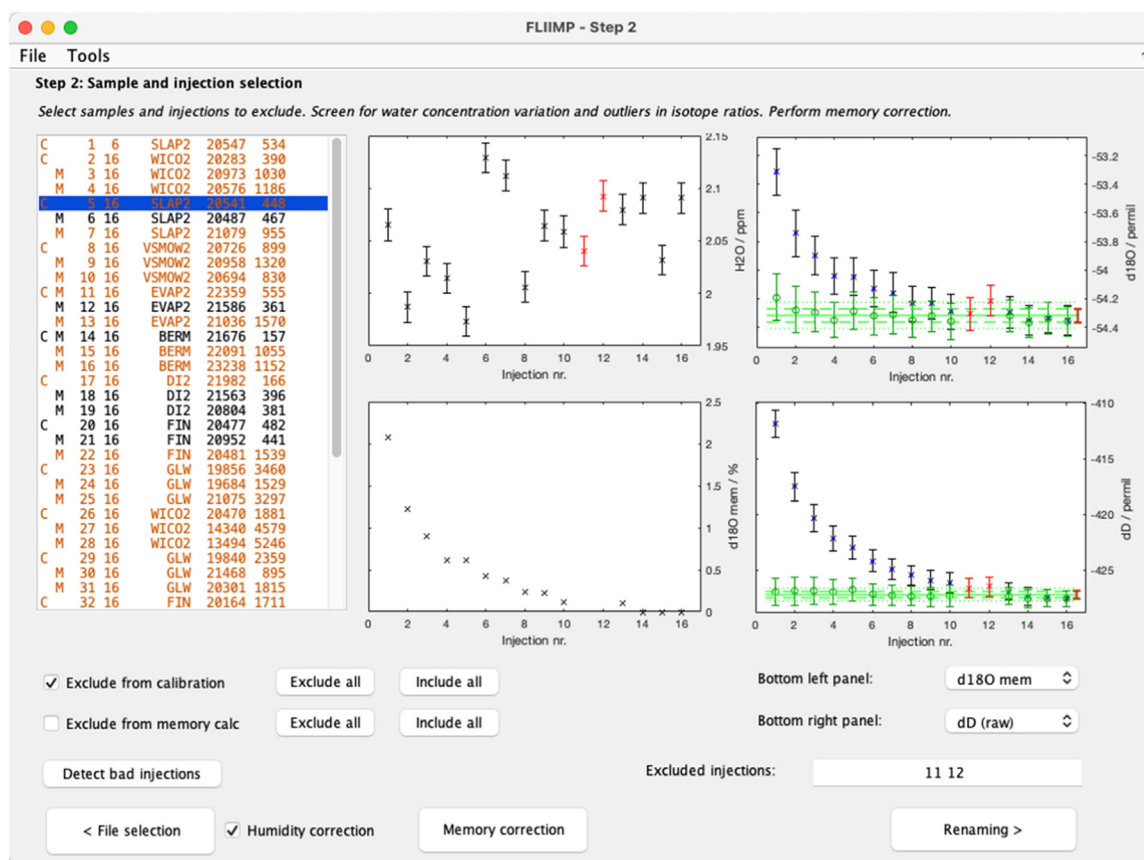 FLIIMP - Step 2
File Tools
Step 2: Sample and injection selection
Select samples and injections to exclude. Screen for water concentration variation and outliers in isotope ratios. Perform memory correction.
C 1 6 SLAP2 20547 534
C 2 16 WICO2 20283 390
M 3 16 WICO2 20973 1030
M 4 16 WICO2 20576 1186
C 5 16 SLAP2 20541 448
M 6 16 SLAP2 20487 467
M 7 16 SLAP2 21079 955
C 8 16 VSMOW2 20726 899
M 9 16 VSMOW2 20958 1320
M 10 16 VSMOW2 20694 830
C M 11 16 EVAP2 22359 555
M 12 16 EVAP2 21586 361
M 13 16 EVAP2 21036 1570
C M 14 16 BERM 21676 157
M 15 16 BERM 22091 1055
M 16 16 BERM 23238 1152
C 17 16 DI2 21982 166
M 18 16 DI2 21563 396
M 19 16 DI2 20804 381
C 20 16 FIN 20477 482
M 21 16 FIN 20952 441
M 22 16 FIN 20481 1539
C 23 16 GLW 19856 3460
M 24 16 GLW 19684 1529
M 25 16 GLW 21075 3297
C 26 16 WICO2 20470 1881
M 27 16 WICO2 14340 4579
M 28 16 WICO2 13494 5246
C 29 16 GLW 19840 2359
M 30 16 GLW 21468 895
M 31 16 GLW 20301 1815
C 32 16 FIN 20164 1711
2.15
2.1
2.05
2
1.95
H2O / ppm
0 2 4 6 8 10 12 14 16
Injection nr.
-53.2
-53.4
-53.6
-53.8
-54
-54.2
-54.4
d18O / permil
0 2 4 6 8 10 12 14 16
Injection nr.
2.5
2
1.5
1
0.5
0
d18O mem / %
0 2 4 6 8 10 12 14 16
Injection nr.
-410
-415
-420
-425
dD / permil
0 2 4 6 8 10 12 14 16
Injection nr.
Exclude from calibration Exclude all Include all Bottom left panel: d18O mem
Exclude from memory calc Exclude all Include all Bottom right panel: dD (raw)
Detect bad injections Excluded injections: 11 12
< File selection Humidity correction Memory correction Renaming >